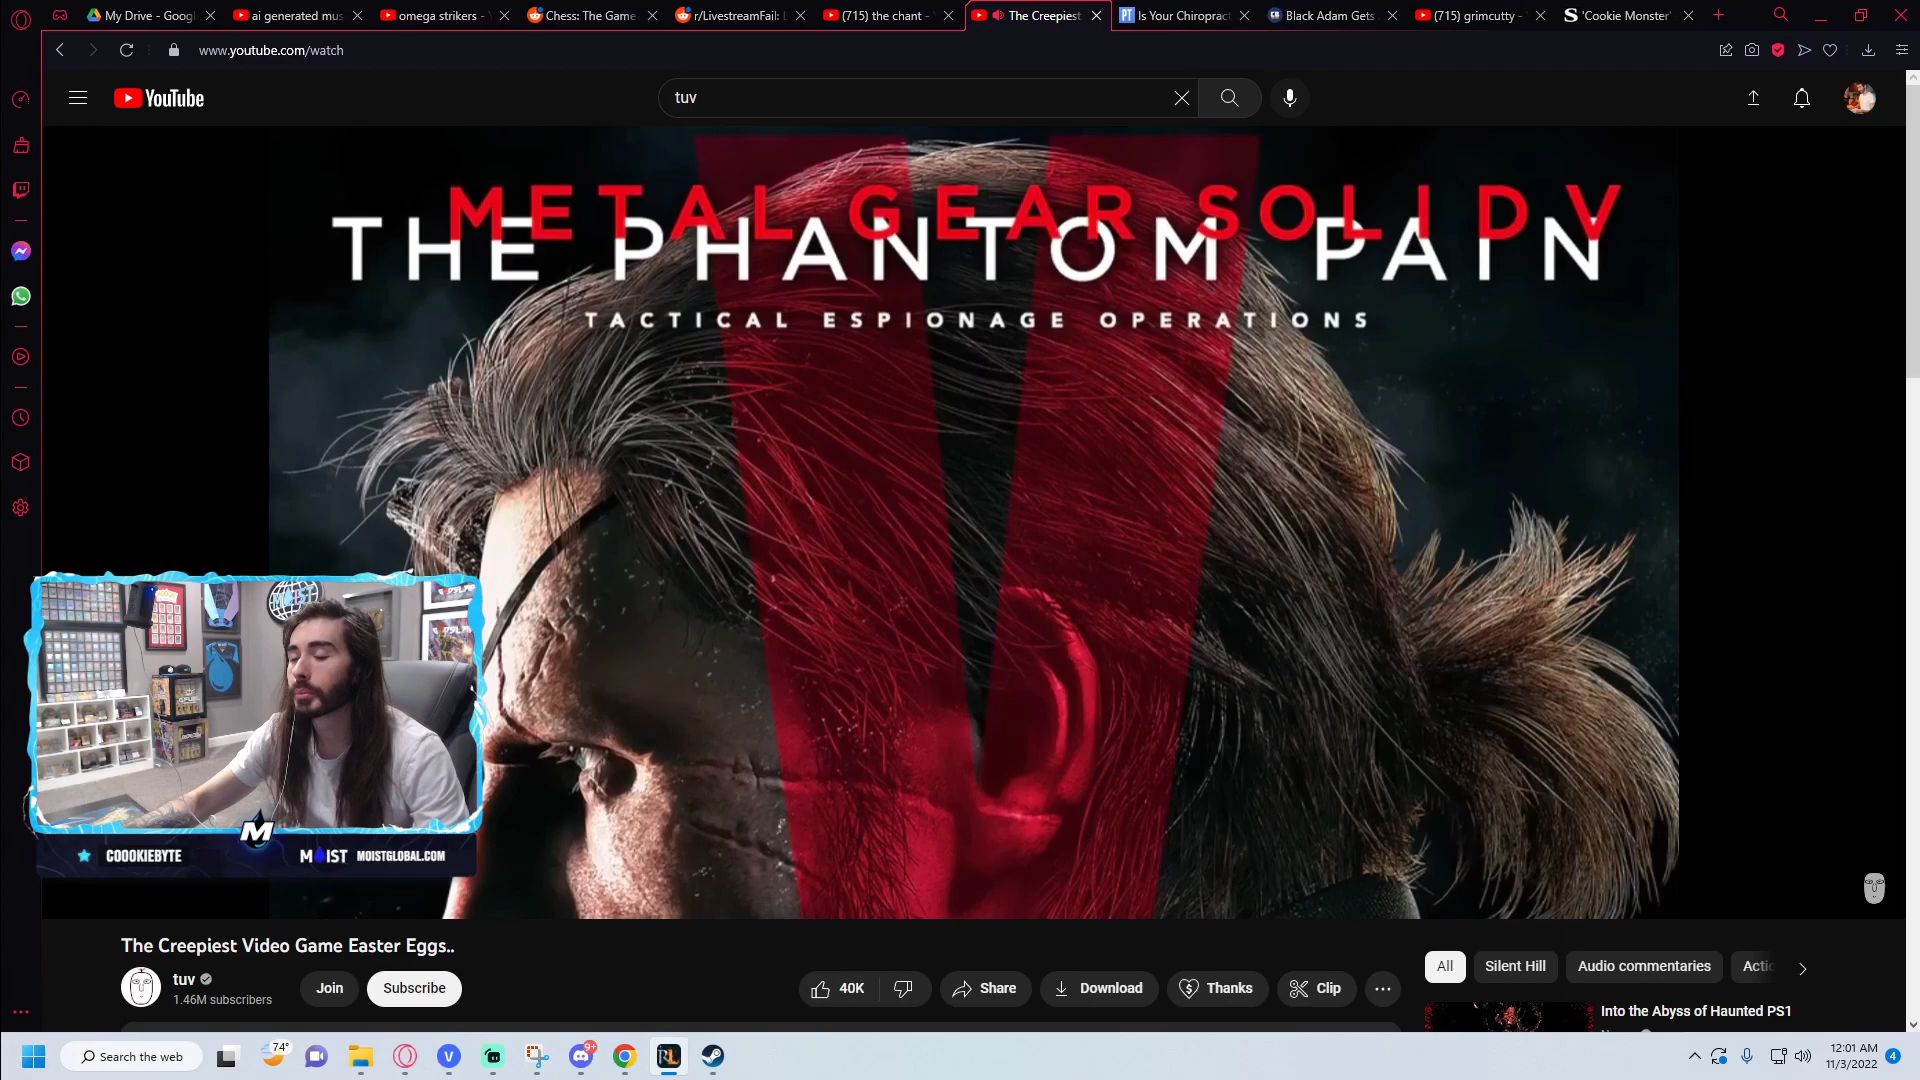 My Drive - Googl
ai generated mus
omega strikers - Y
Chess: The Game
r/LivestreamFail: L
(715) the chant - Y
The Creepiest
Is Your Chiropract
Black Adam Gets
(715) grimcutty -
'Cookie Monster'
www.youtube.com/watch
YouTube
tuv
METAL GEAR SOLID V
THE PHANTOM PAIN
TACTICAL ESPIONAGE OPERATIONS
COOOKIEBYTE
M
MOIST
MOISTGLOBAL.COM
The Creepiest Video Game Easter Eggs..
tuv
1.46M subscribers
Join
Subscribe
40K
Share
Download
Thanks
Clip
All
Silent Hill
Audio commentaries
Actic
Into the Abyss of Haunted PS1
Search the web
74°
9+
12:01 AM
11/3/2022
4